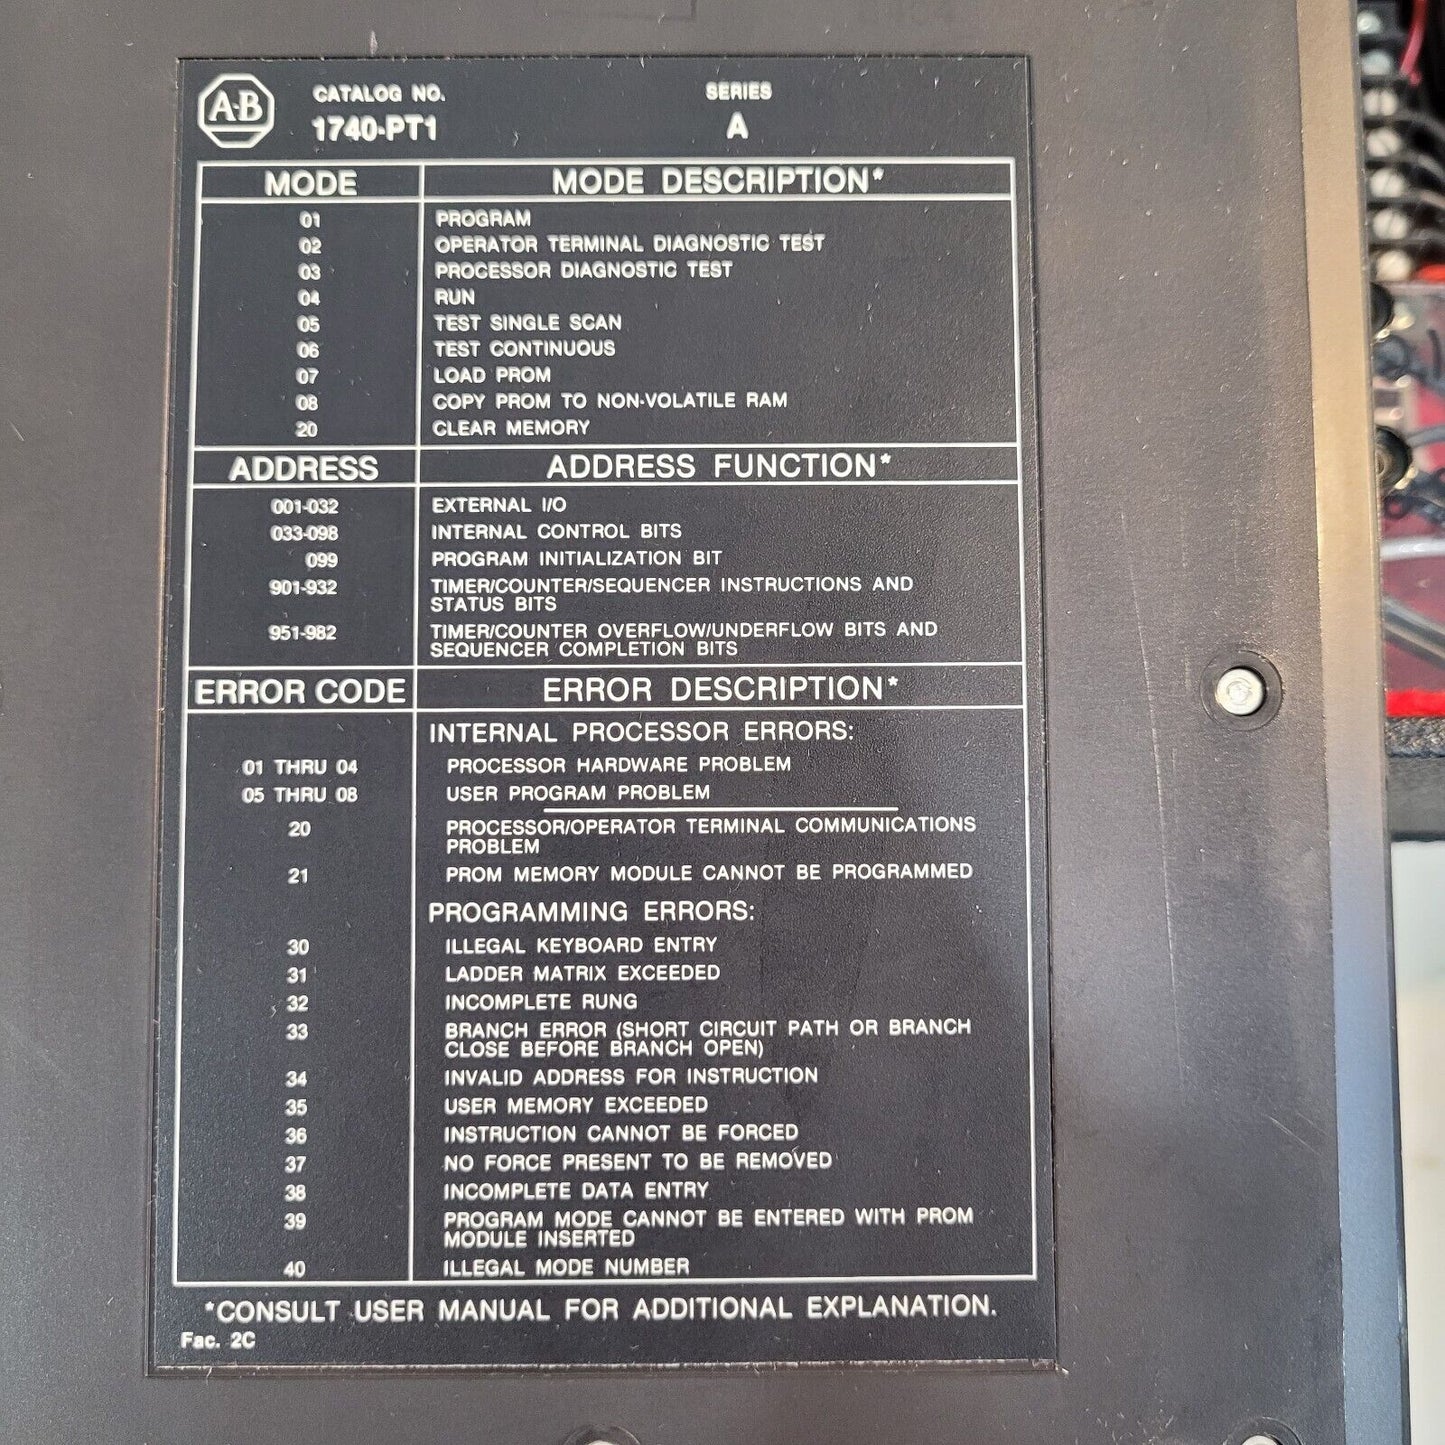 A-B
CATALOG NO. SERIES
1740-PT1 A
MODE MODE DESCRIPTION*
01 PROGRAM
02 OPERATOR TERMINAL DIAGNOSTIC TEST
03 PROCESSOR DIAGNOSTIC TEST
04 RUN
05 TEST SINGLE SCAN
06 TEST CONTINUOUS
07 LOAD PROM
08 COPY PROM TO NON-VOLATILE RAM
20 CLEAR MEMORY
ADDRESS ADDRESS FUNCTION*
001-032 EXTERNAL I/O
033-098 INTERNAL CONTROL BITS
099 PROGRAM INITIALIZATION BIT
901-932 TIMER/COUNTER/SEQUENCER INSTRUCTIONS AND
STATUS BITS
951-982 TIMER/COUNTER OVERFLOW/UNDERFLOW BITS AND
SEQUENCER COMPLETION BITS
ERROR CODE ERROR DESCRIPTION*
INTERNAL PROCESSOR ERRORS:
01 THRU 04 PROCESSOR HARDWARE PROBLEM
05 THRU 08 USER PROGRAM PROBLEM
20 PROCESSOR/OPERATOR TERMINAL COMMUNICATIONS
PROBLEM
21 PROM MEMORY MODULE CANNOT BE PROGRAMMED
PROGRAMMING ERRORS:
30 ILLEGAL KEYBOARD ENTRY
31 LADDER MATRIX EXCEEDED
32 INCOMPLETE RUNG
33 BRANCH ERROR (SHORT CIRCUIT PATH OR BRANCH
CLOSE BEFORE BRANCH OPEN)
34 INVALID ADDRESS FOR INSTRUCTION
35 USER MEMORY EXCEEDED
36 INSTRUCTION CANNOT BE FORCED
37 NO FORCE PRESENT TO BE REMOVED
38 INCOMPLETE DATA ENTRY
39 PROGRAM MODE CANNOT BE ENTERED WITH PROM
MODULE INSERTED
40 ILLEGAL MODE NUMBER
*CONSULT USER MANUAL FOR ADDITIONAL EXPLANATION.
Fac. 2C